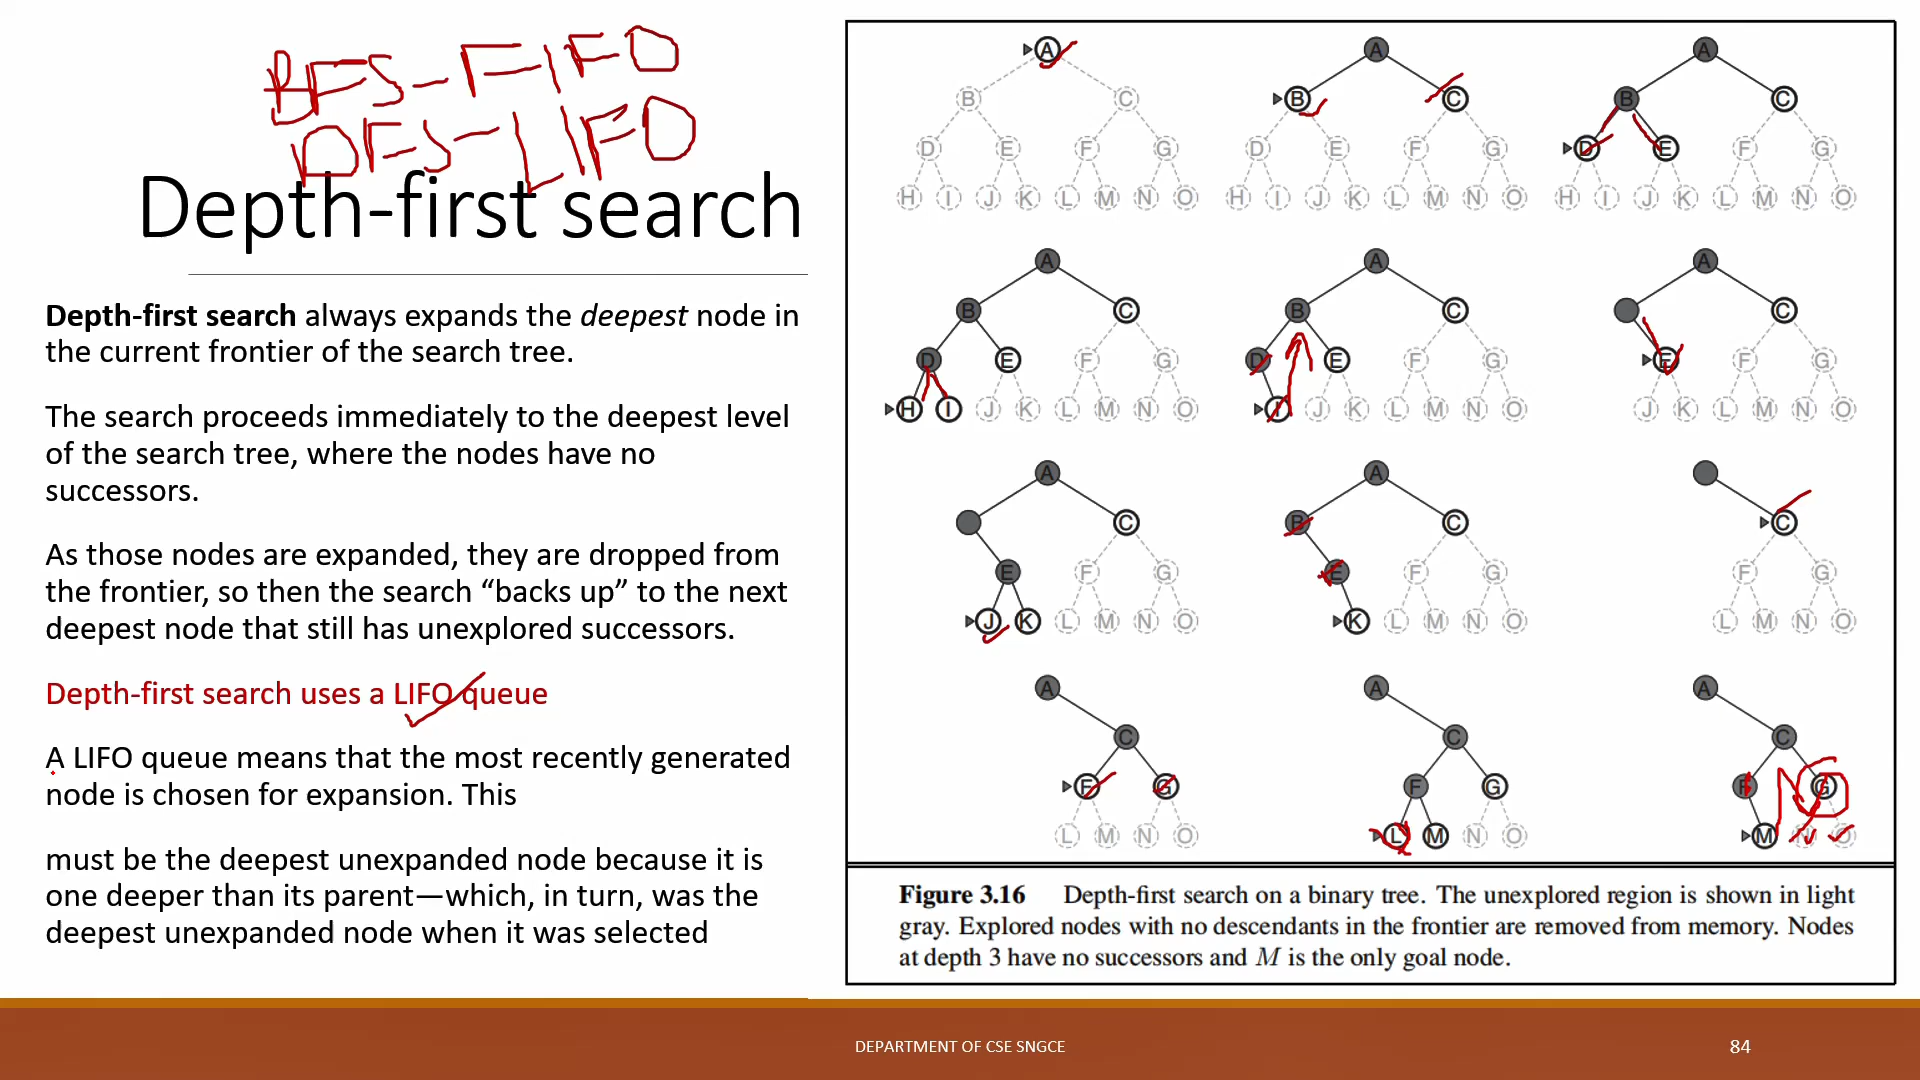 BFS-FIFO
DFS-LIFO
Depth-first search
Depth-first search always expands the deepest node in
the current frontier of the search tree.
The search proceeds immediately to the deepest level
of the search tree, where the nodes have no
successors.
As those nodes are expanded, they are dropped from
the frontier, so then the search “backs up” to the next
deepest node that still has unexplored successors.
Depth-first search uses a LIFO queue
A LIFO queue means that the most recently generated
node is chosen for expansion. This
must be the deepest unexpanded node because it is
one deeper than its parent—which, in turn, was the
deepest unexpanded node when it was selected
A
B C
D E F G
H I J K L M N O
A
B C
D E F G
H I J K L M N O
A
B C
D E F G
H I J K L M N O
A
B C
D E F G
H I J K L M N O
A
B C
D E F G
I J K L M N O
A
C
E F G
J K L M N O
A
C
E F G
J K L M N O
A
B C
E F G
K L M N O
C
F G
L M N O
A
C
F G
L M N O
A
C
F G
L M N O
A
C
F G
M N O
Figure 3.16 Depth-first search on a binary tree. The unexplored region is shown in light
gray. Explored nodes with no descendants in the frontier are removed from memory. Nodes
at depth 3 have no successors and M is the only goal node.
DEPARTMENT OF CSE SNGCE
84